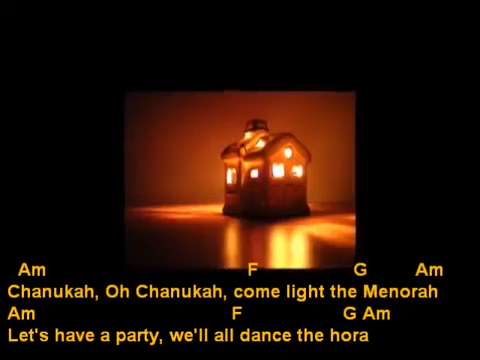 Am F G Am
Chanukah, Oh Chanukah, come light the Menorah
Am F G Am
Let's have a party, we'll all dance the hora